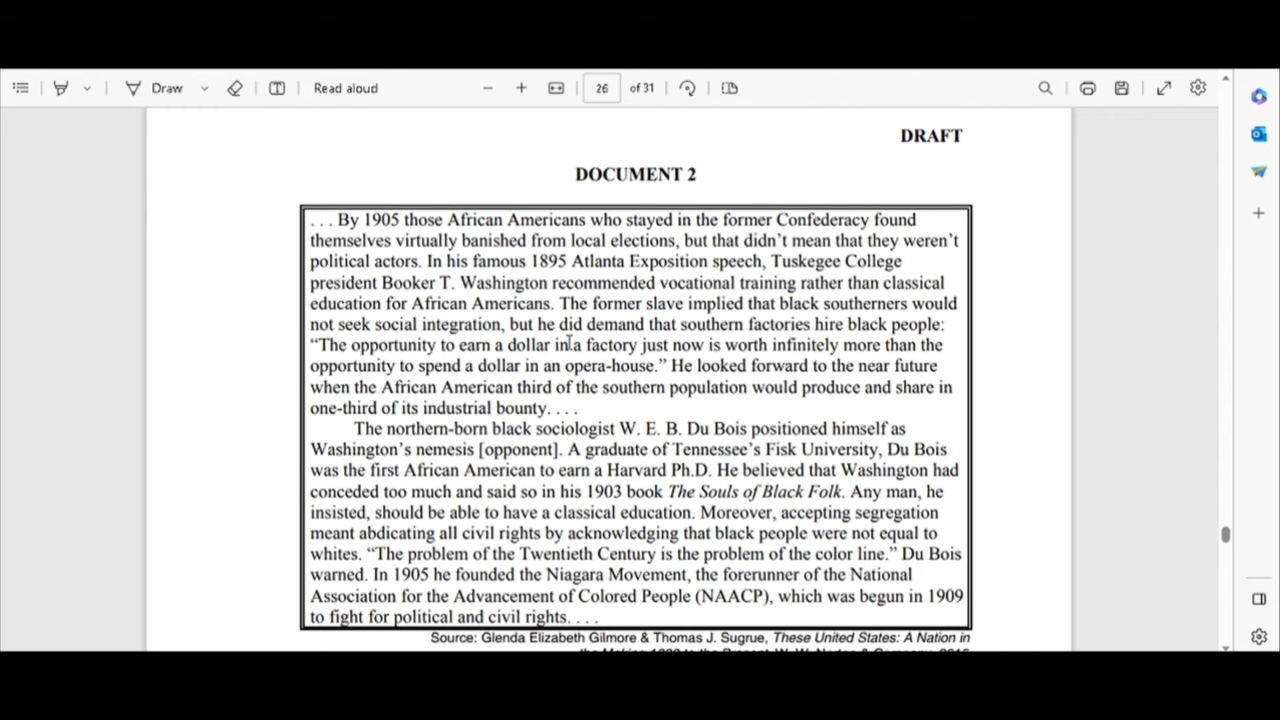 Draw
Read aloud
26 of 31
DRAFT
DOCUMENT 2
. . . By 1905 those African Americans who stayed in the former Confederacy found
themselves virtually banished from local elections, but that didn’t mean that they weren’t
political actors. In his famous 1895 Atlanta Exposition speech, Tuskegee College
president Booker T. Washington recommended vocational training rather than classical
education for African Americans. The former slave implied that black southerners would
not seek social integration, but he did demand that southern factories hire black people:
“The opportunity to earn a dollar in a factory just now is worth infinitely more than the
opportunity to spend a dollar in an opera-house.” He looked forward to the near future
when the African American third of the southern population would produce and share in
one-third of its industrial bounty. . . .
The northern-born black sociologist W. E. B. Du Bois positioned himself as
Washington’s nemesis [opponent]. A graduate of Tennessee’s Fisk University, Du Bois
was the first African American to earn a Harvard Ph.D. He believed that Washington had
conceded too much and said so in his 1903 book The Souls of Black Folk. Any man, he
insisted, should be able to have a classical education. Moreover, accepting segregation
meant abdicating all civil rights by acknowledging that black people were not equal to
whites. “The problem of the Twentieth Century is the problem of the color line.” Du Bois
warned. In 1905 he founded the Niagara Movement, the forerunner of the National
Association for the Advancement of Colored People (NAACP), which was begun in 1909
to fight for political and civil rights. . . .
Source: Glenda Elizabeth Gilmore & Thomas J. Sugrue, These United States: A Nation in